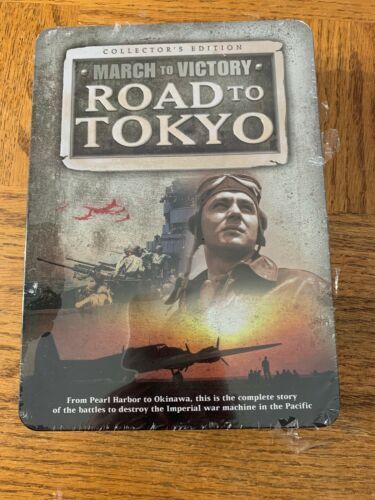 COLLECTOR'S EDITION
MARCH TO VICTORY
ROAD TO
TOKYO
From Pearl Harbor to Okinawa, this is the complete story
of the battles to destroy the Imperial war machine in the Pacific